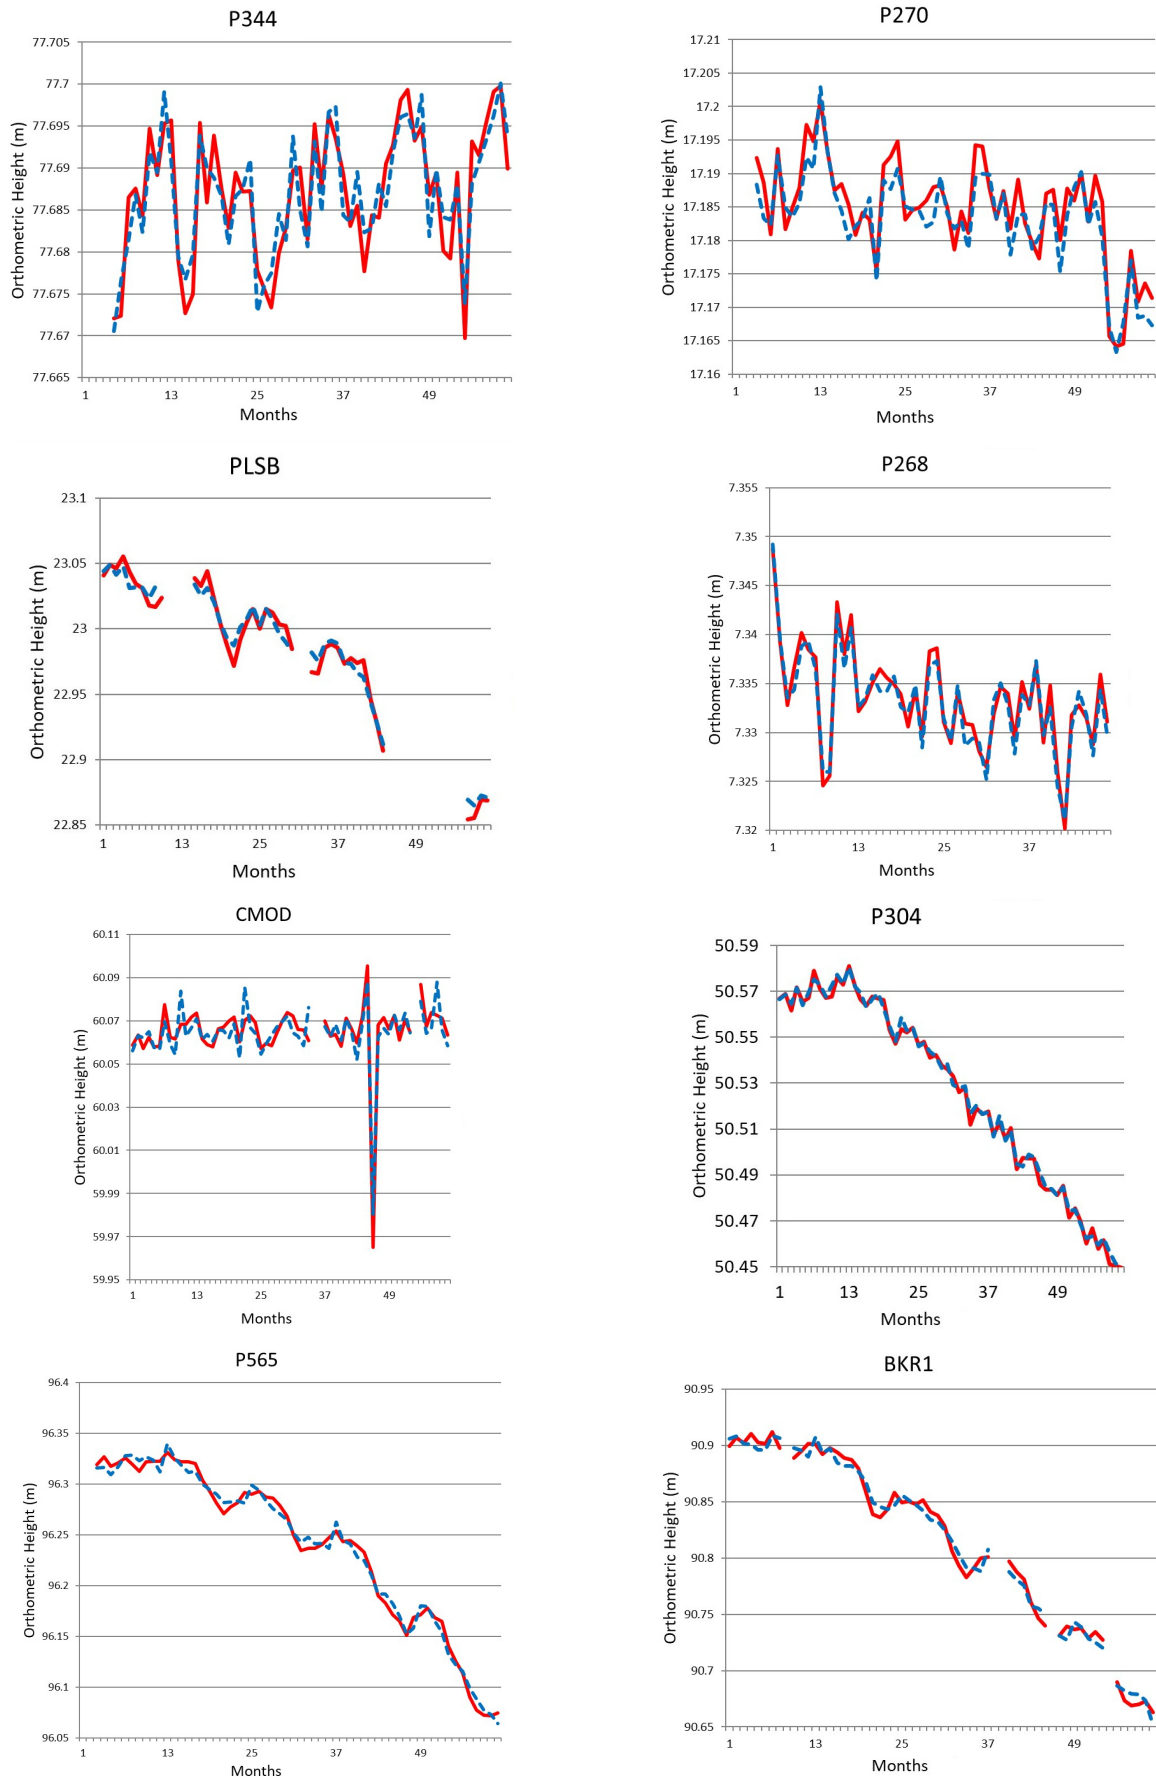 P344
Orthometric Height (m)
77.705
77.7
77.695
77.69
77.685
77.68
77.675
77.67
77.665
1 13 25 37 49
Months
P270
Orthometric Height (m)
17.21
17.205
17.2
17.195
17.19
17.185
17.18
17.175
17.17
17.165
17.16
1 13 25 37 49
Months
PLSB
Orthometric Height (m)
23.1
23.05
23
22.95
22.9
22.85
1 13 25 37 49
Months
P268
Orthometric Height (m)
7.355
7.35
7.345
7.34
7.335
7.33
7.325
7.32
1 13 25 37
Months
CMOD
Orthometric Height (m)
60.11
60.09
60.07
60.05
60.03
60.01
59.99
59.97
59.95
1 13 25 37 49
Months
P304
Orthometric Height (m)
50.59
50.57
50.55
50.53
50.51
50.49
50.47
50.45
1 13 25 37 49
Months
P565
Orthometric Height (m)
96.4
96.35
96.3
96.25
96.2
96.15
96.1
96.05
1 13 25 37 49
Months
BKR1
Orthometric Height (m)
90.95
90.9
90.85
90.8
90.75
90.7
90.65
1 13 25 37 49
Months